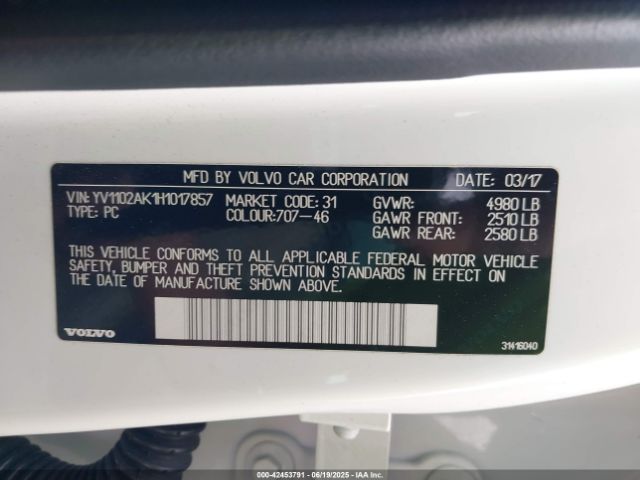 MFD BY VOLVO CAR CORPORATION DATE: 03/17
VIN: YV1102AK1H1017857 MARKET CODE: 31 GVWR: 4980 LB
TYPE: PC COLOUR:707-46 GAWR FRONT: 2510 LB
GAWR REAR: 2580 LB
THIS VEHICLE CONFORMS TO ALL APPLICABLE FEDERAL MOTOR VEHICLE
SAFETY, BUMPER AND THEFT PREVENTION STANDARDS IN EFFECT ON
THE DATE OF MANUFACTURE SHOWN ABOVE.
VOLVO
31416040
000-42453791 - 06/19/2025 - IAAI.CA